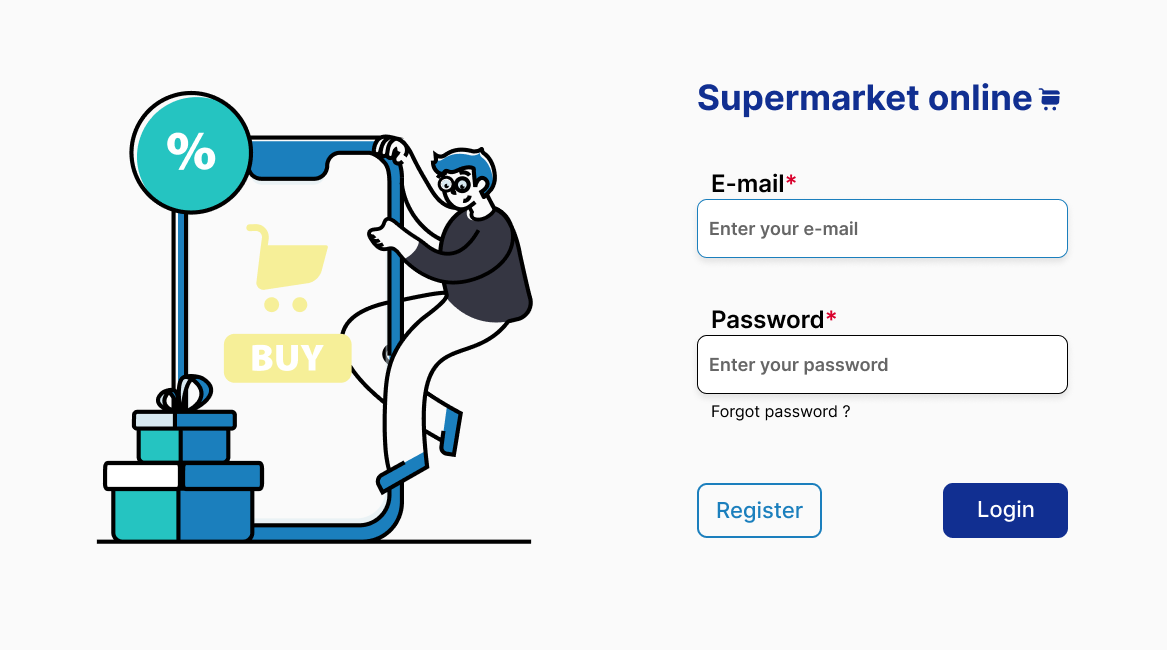 %
BUY
Supermarket online
E-mail*
Enter your e-mail
Password*
Enter your password
Forgot password ?
Register
Login